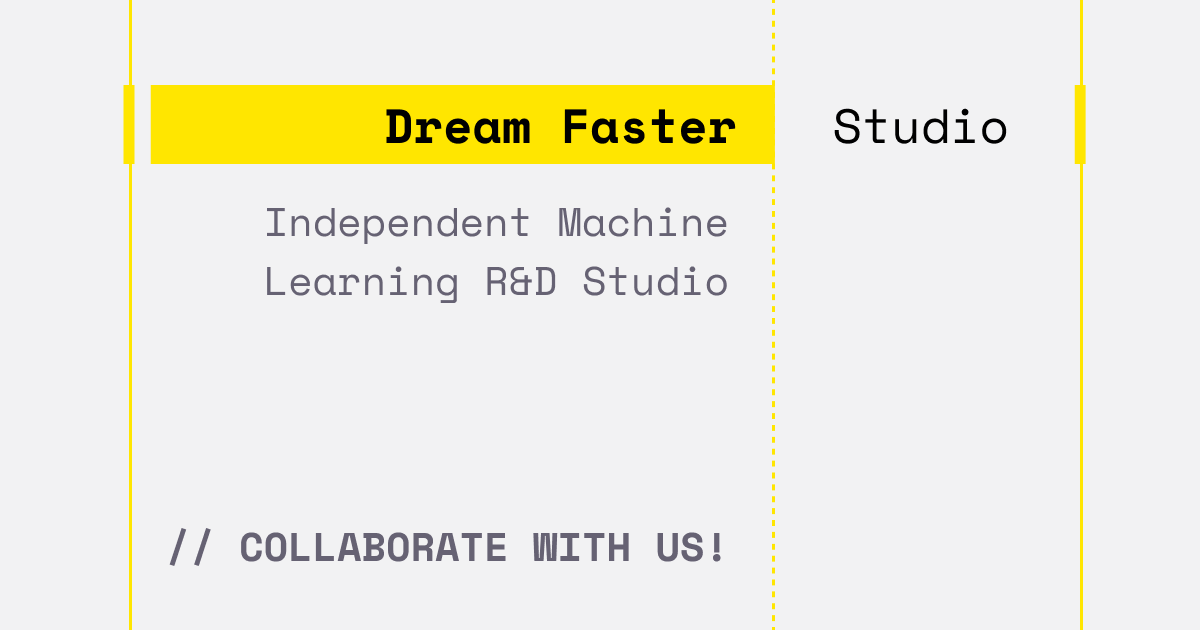 Dream Faster Studio
Independent Machine
Learning R&D Studio
// COLLABORATE WITH US!